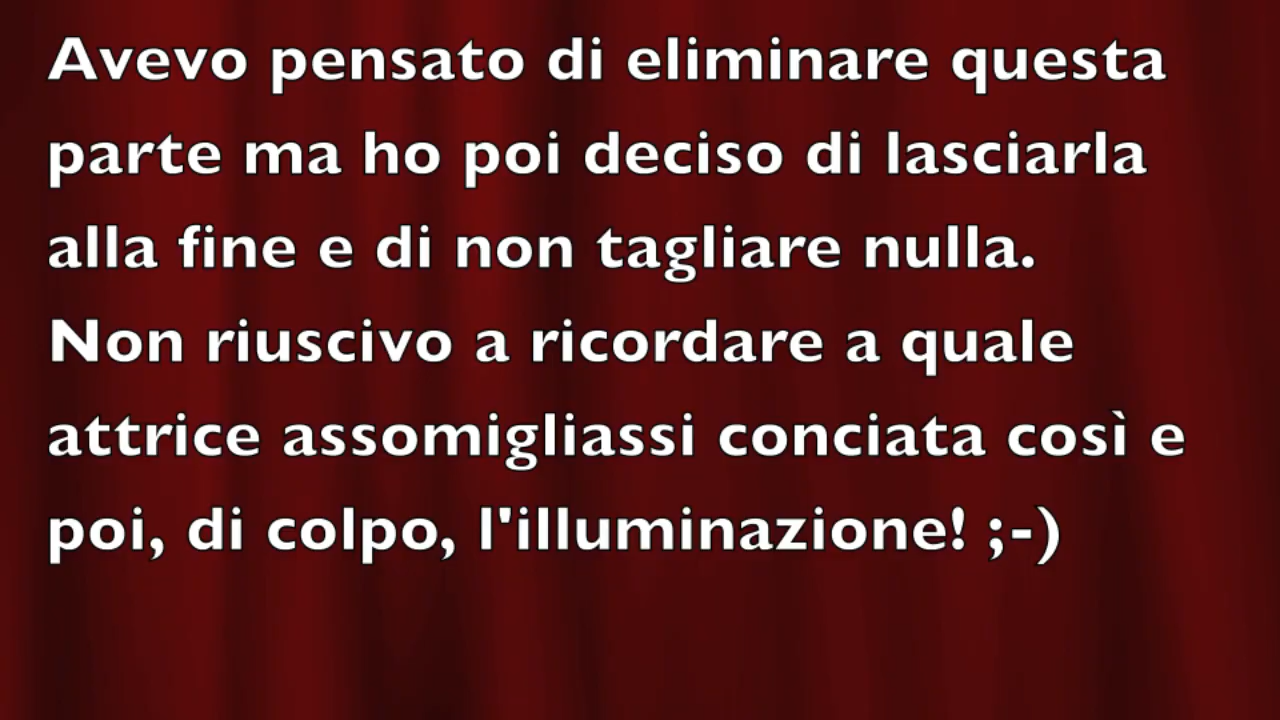 Avevo pensato di eliminare questa
parte ma ho poi deciso di lasciarla
alla fine e di non tagliare nulla.
Non riuscivo a ricordare a quale
attrice assomigliassi conciata così e
poi, di colpo, l'illuminazione! ;-)